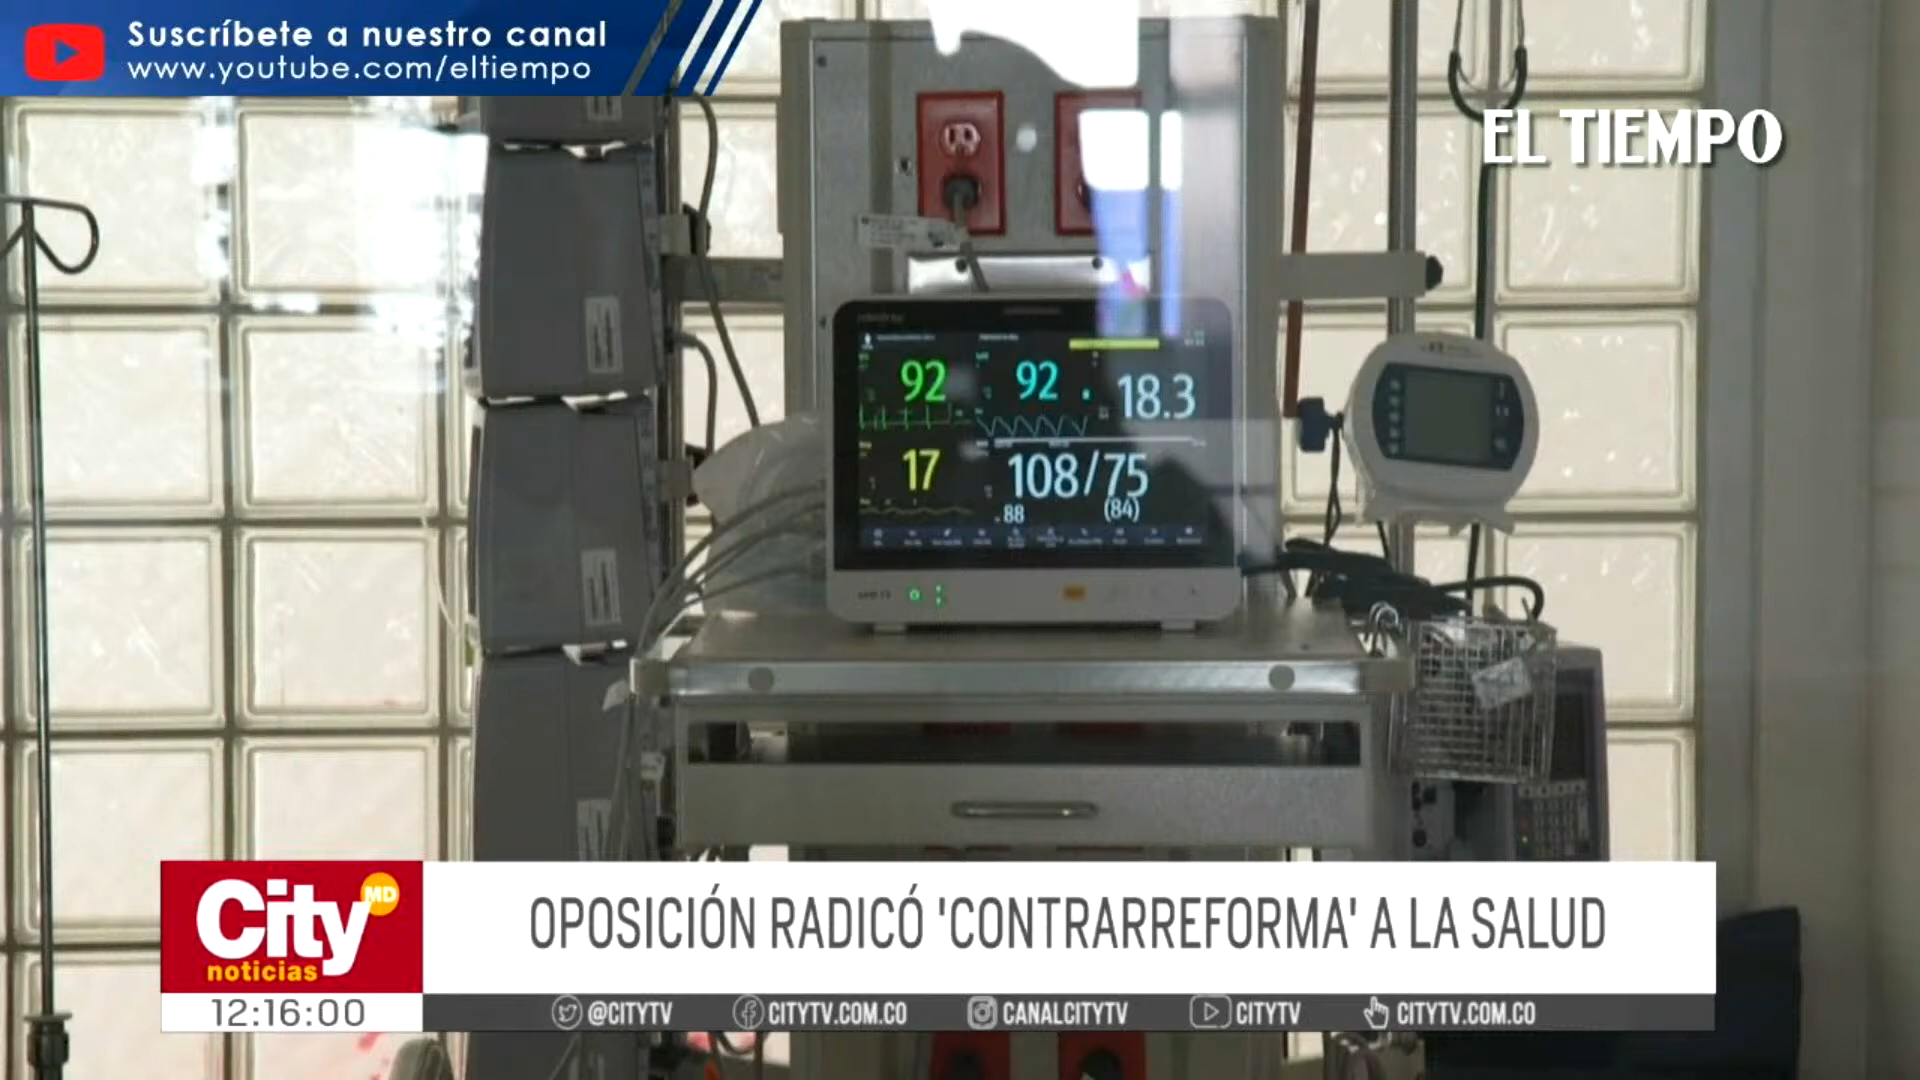 Suscríbete a nuestro canal
www.youtube.com/eltiempo
EL TIEMPO
92
92
18.3
17
108/75
88
(84)
City MD
noticias
OPOSICIÓN RADICÓ 'CONTRARREFORMA' A LA SALUD
12:16:00
@CITYTV
CITYTV.COM.CO
CANALCITYTV
CITYTV
CITYTV.COM.CO